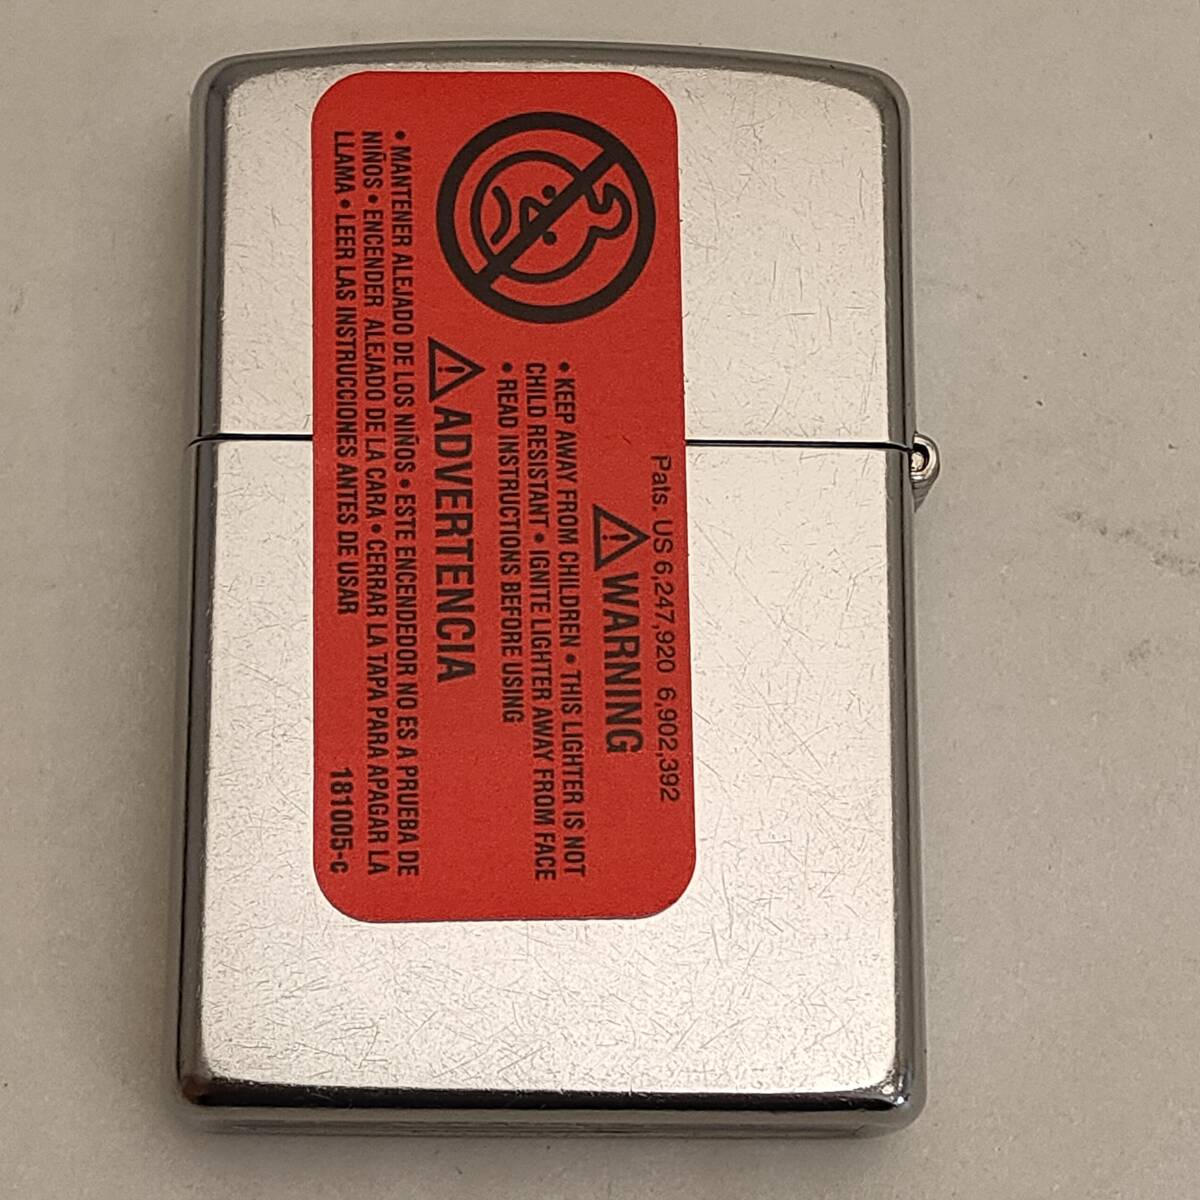 Pats. US 6,247,920 6,902,392
WARNING
• KEEP AWAY FROM CHILDREN • THIS LIGHTER IS NOT
CHILD RESISTANT • IGNITE LIGHTER AWAY FROM FACE
• READ INSTRUCTIONS BEFORE USING
ADVERTENCIA
• MANTENER ALEJADO DE LOS NIÑOS • ESTE ENCENDEDOR NO ES A PRUEBA DE
NIÑOS • ENCENDER ALEJADO DE LA CARA • CERRAR LA TAPA PARA APAGAR LA
LLAMA • LEER LAS INSTRUCCIONES ANTES DE USAR
181005-c